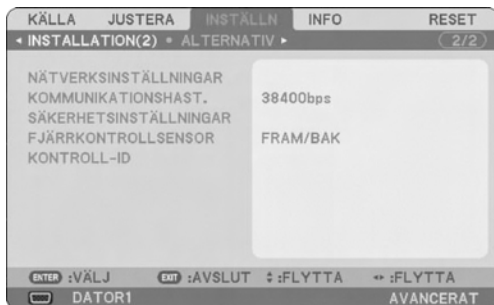 KÄLLA JUSTERA INSTÄLLN INFO RESET
INSTALLATION(2) • ALTERNATIV 2/2
NÄTVERKSINSTÄLLNINGAR
KOMMUNIKATIONSHAST. 38400bps
SÄKERHETSINSTÄLLNINGAR
FJÄRRKONTROLLSENSOR FRAM/BAK
KONTROLL-ID
ENTER :VÄLJ EXIT :AVSLUT :FLYTTA :FLYTTA
DATOR1 AVANCERAT